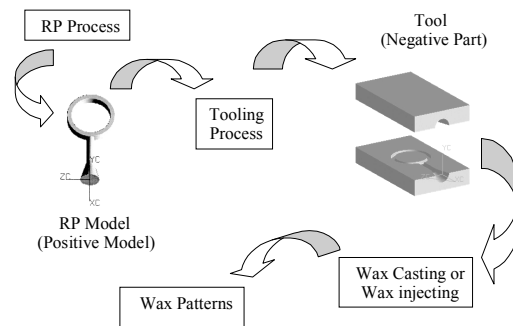 RP Process
Tool
(Negative Part)
Tooling
Process
YC
ZC
XC
RP Model
(Positive Model)
YC
Wax Casting or
Wax injecting
Wax Patterns